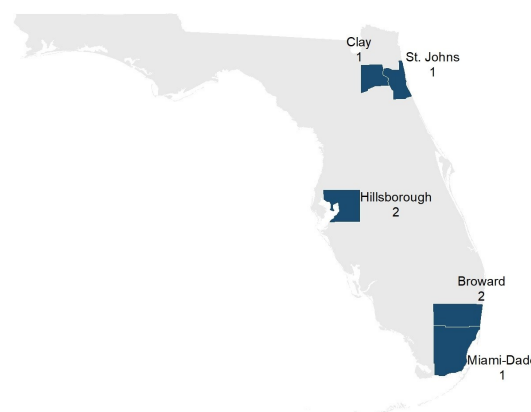 Clay
1
St. Johns
1
Hillsborough
2
Broward
2
Miami-Dade
1